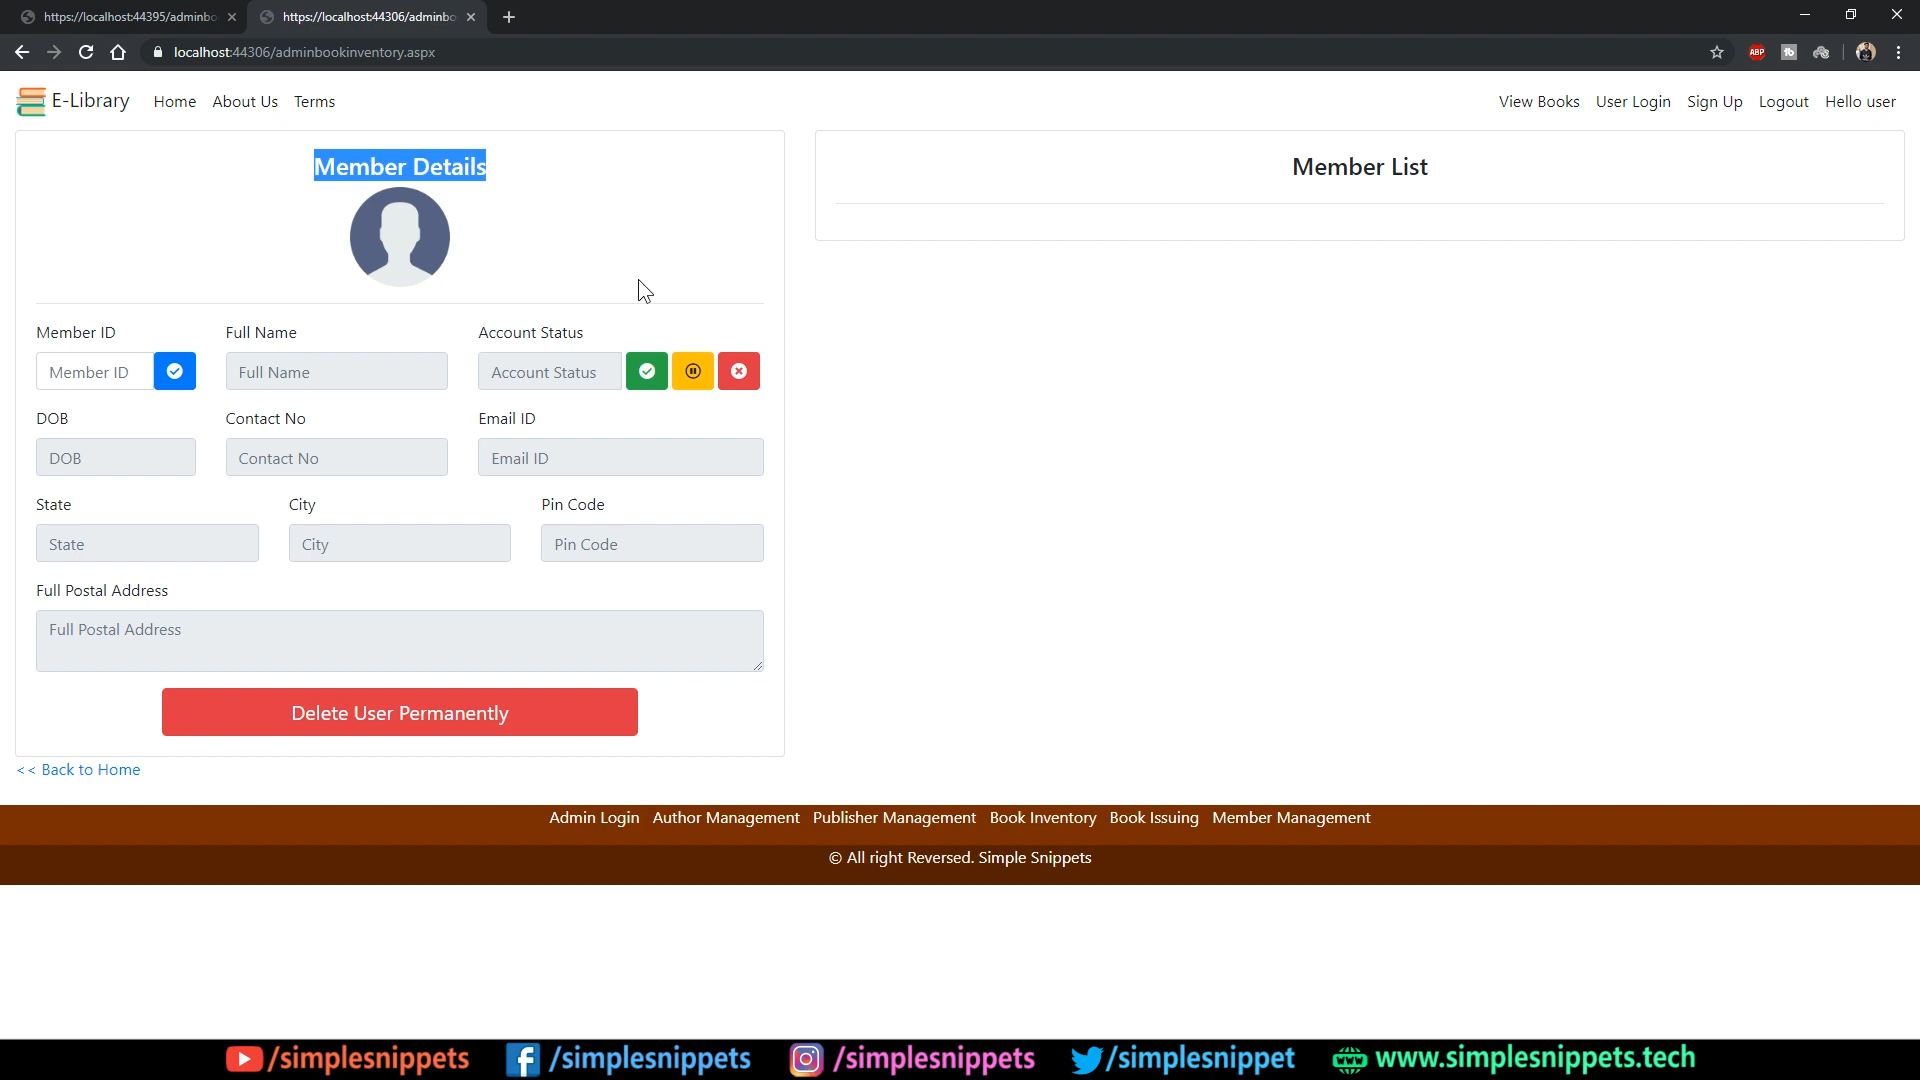 https://localhost:44395/adminbo
https://localhost:44306/adminbo
localhost:44306/adminbookinventory.aspx
ABP
E-Library Home About Us Terms
View Books User Login Sign Up Logout Hello user
Member Details
Member List
Member ID Full Name Account Status
Member ID Full Name Account Status
DOB Contact No Email ID
DOB Contact No Email ID
State City Pin Code
State City Pin Code
Full Postal Address
Full Postal Address
Delete User Permanently
<< Back to Home
Admin Login Author Management Publisher Management Book Inventory Book Issuing Member Management
© All right Reversed. Simple Snippets
/simplesnippets /simplesnippets /simplesnippets /simplesnippet www.simplesnippets.tech